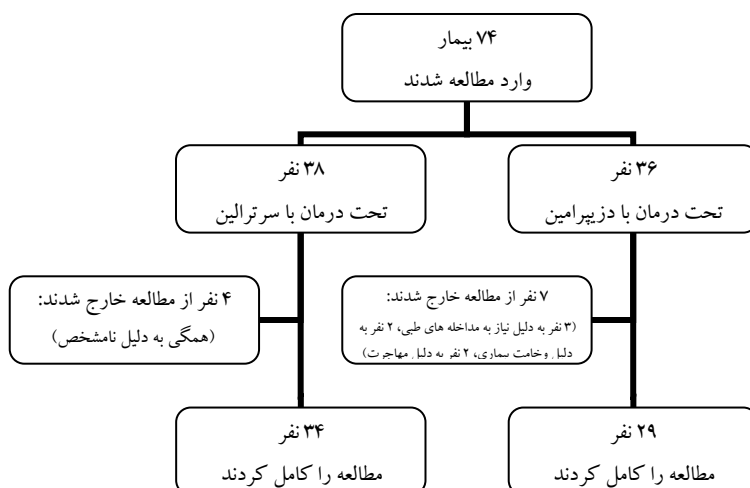 ۷۴ بیمار
وارد مطالعه شدند
۳۶ نفر
تحت درمان با دزیپرامین
۳۸ نفر
تحت درمان با سرترالین
۷ نفر از مطالعه خارج شدند:
(۳ نفر به دلیل نیاز به مداخله های طبی، ۲ نفر به
دلیل وخامت بیماری، ۲ نفر به دلیل مهاجرت)
۴ نفر از مطالعه خارج شدند:
(همگی به دلیل نامشخص)
۲۹ نفر
مطالعه را کامل کردند
۳۴ نفر
مطالعه را کامل کردند